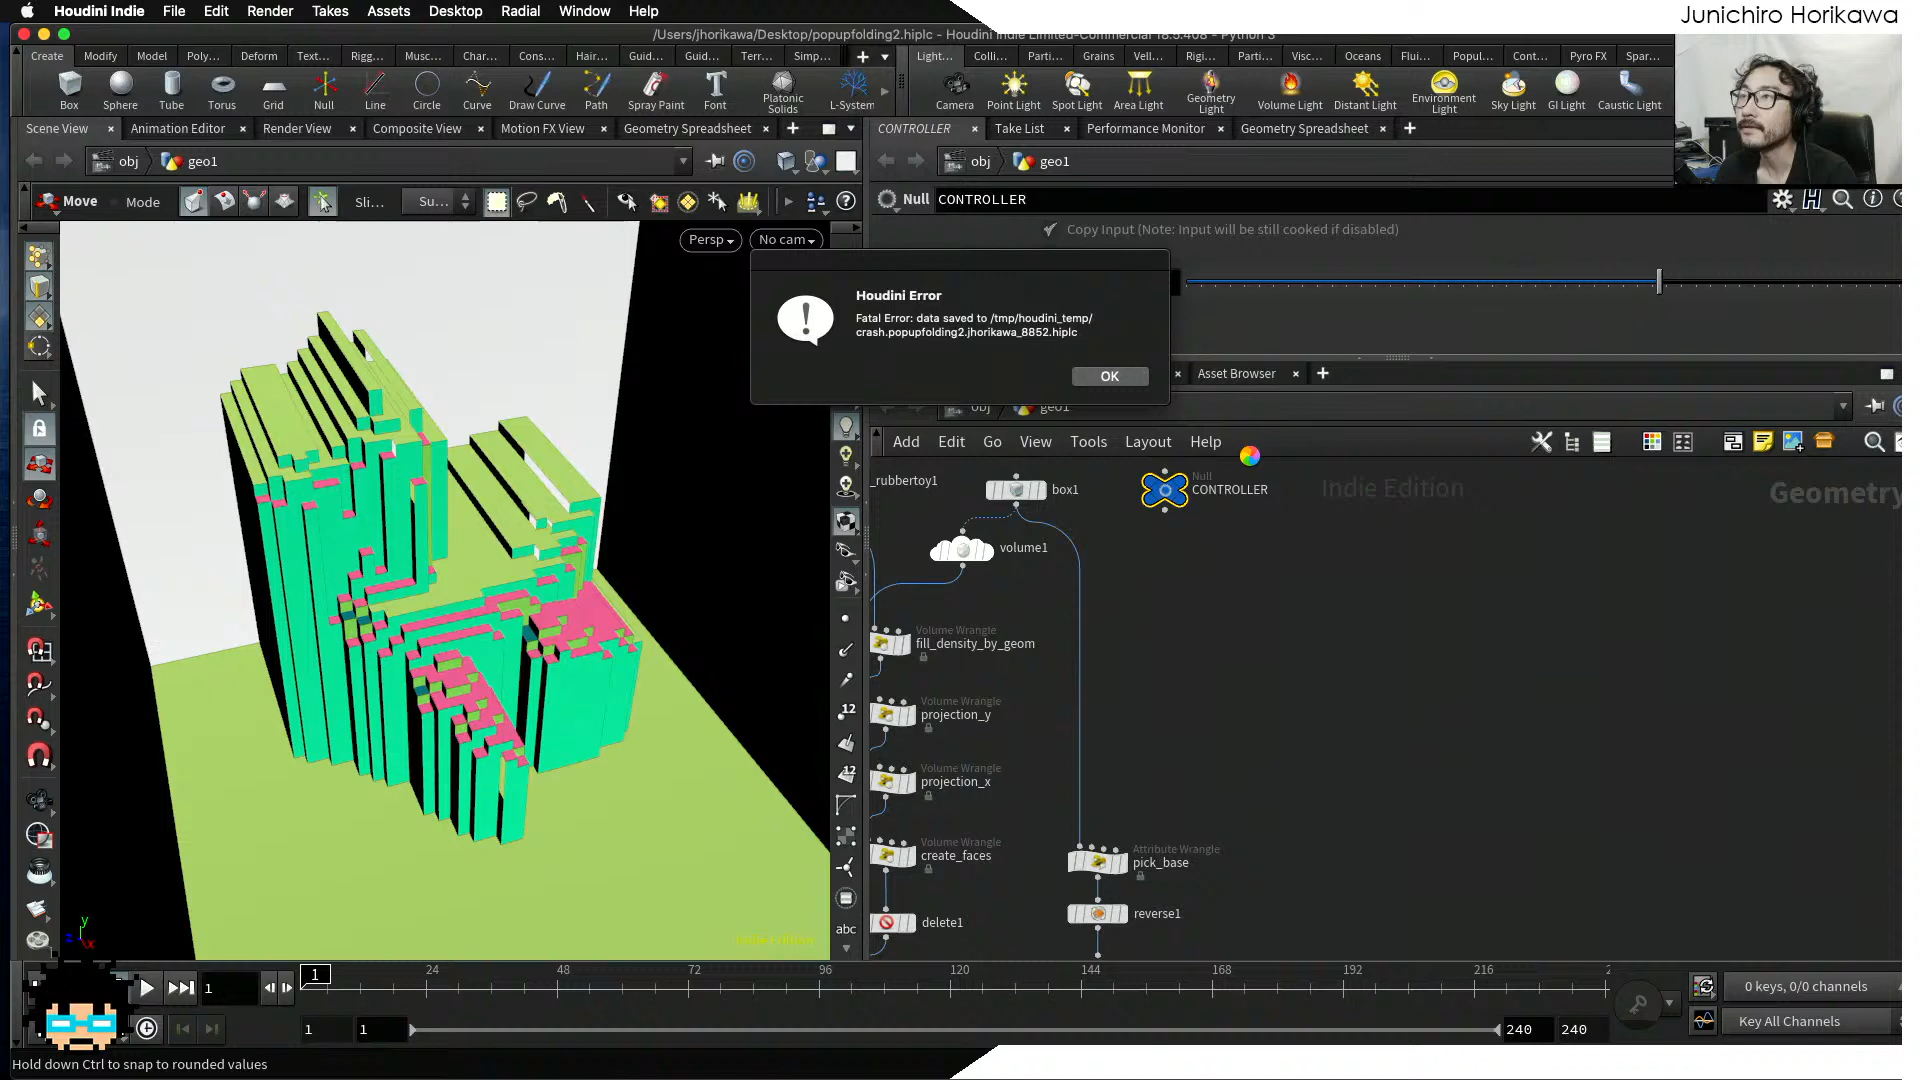 Junichiro Horikawa
Houdini Indie File Edit Render Takes Assets Desktop Radial Window Help
/Users/jhorikawa/Desktop/popupfolding2.hiplc - Houdini Indie Limited-Commercial 18.5.408 - Python 3
Create Modify Model Poly... Deform Text... Rigg... Musc... Char... Cons... Hair... Guid... Guid... Terr... Simp...
Light... Colli... Parti... Grains Vell... Rigi... Parti... Visc... Oceans Flui... Popul... Cont... Pyro FX Spar...
Box Sphere Tube Torus Grid Null Line Circle Curve Draw Curve Path Spray Paint Font Platonic Solids L-System
Camera Point Light Spot Light Area Light Geometry Light Volume Light Distant Light Environment Light Sky Light GI Light Caustic Light
Scene View Animation Editor Render View Composite View Motion FX View Geometry Spreadsheet
CONTROLLER Take List Performance Monitor Geometry Spreadsheet
obj geo1
obj geo1
Move Mode Sli... Su...
Null CONTROLLER
Copy Input (Note: Input will be still cooked if disabled)
Persp No cam
Houdini Error
Fatal Error: data saved to /tmp/houdini_temp/
crash.popupfolding2.jhorikawa_8852.hiplc
OK
Asset Browser
obj geo1
Add Edit Go View Tools Layout Help
Indie Edition
Geometry
_rubbertoy1
box1
Null
CONTROLLER
volume1
Volume Wrangle
fill_density_by_geom
Volume Wrangle
projection_y
Volume Wrangle
projection_x
Volume Wrangle
create_faces
Attribute Wrangle
pick_base
reverse1
delete1
12
12
abc
y
x
z
Indie Edition
1 24 48 72 96 120 144 168 192 216 2
1
0 keys, 0/0 channels
1 1 240 240
Key All Channels
Hold down Ctrl to snap to rounded values